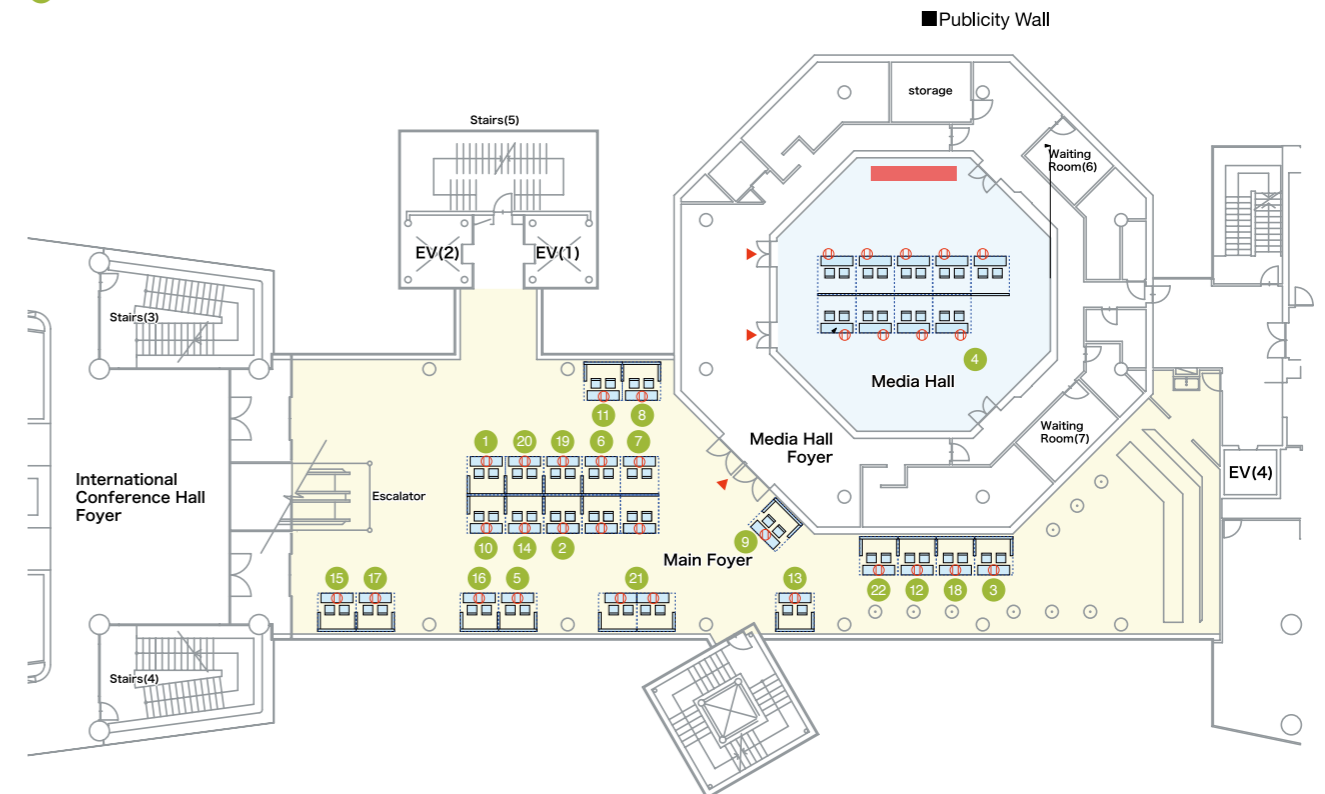 ■Publicity Wall
storage
Stairs(5)
Waiting
Room(6)
EV(2)
EV(1)
Stairs(3)
4
Media Hall
11
8
Waiting
Room(7)
Media Hall
Foyer
1
20
19
6
7
EV(4)
International
Conference Hall
Foyer
Escalator
10
14
2
9
Main Foyer
15
17
16
5
21
13
22
12
18
3
Stairs(4)